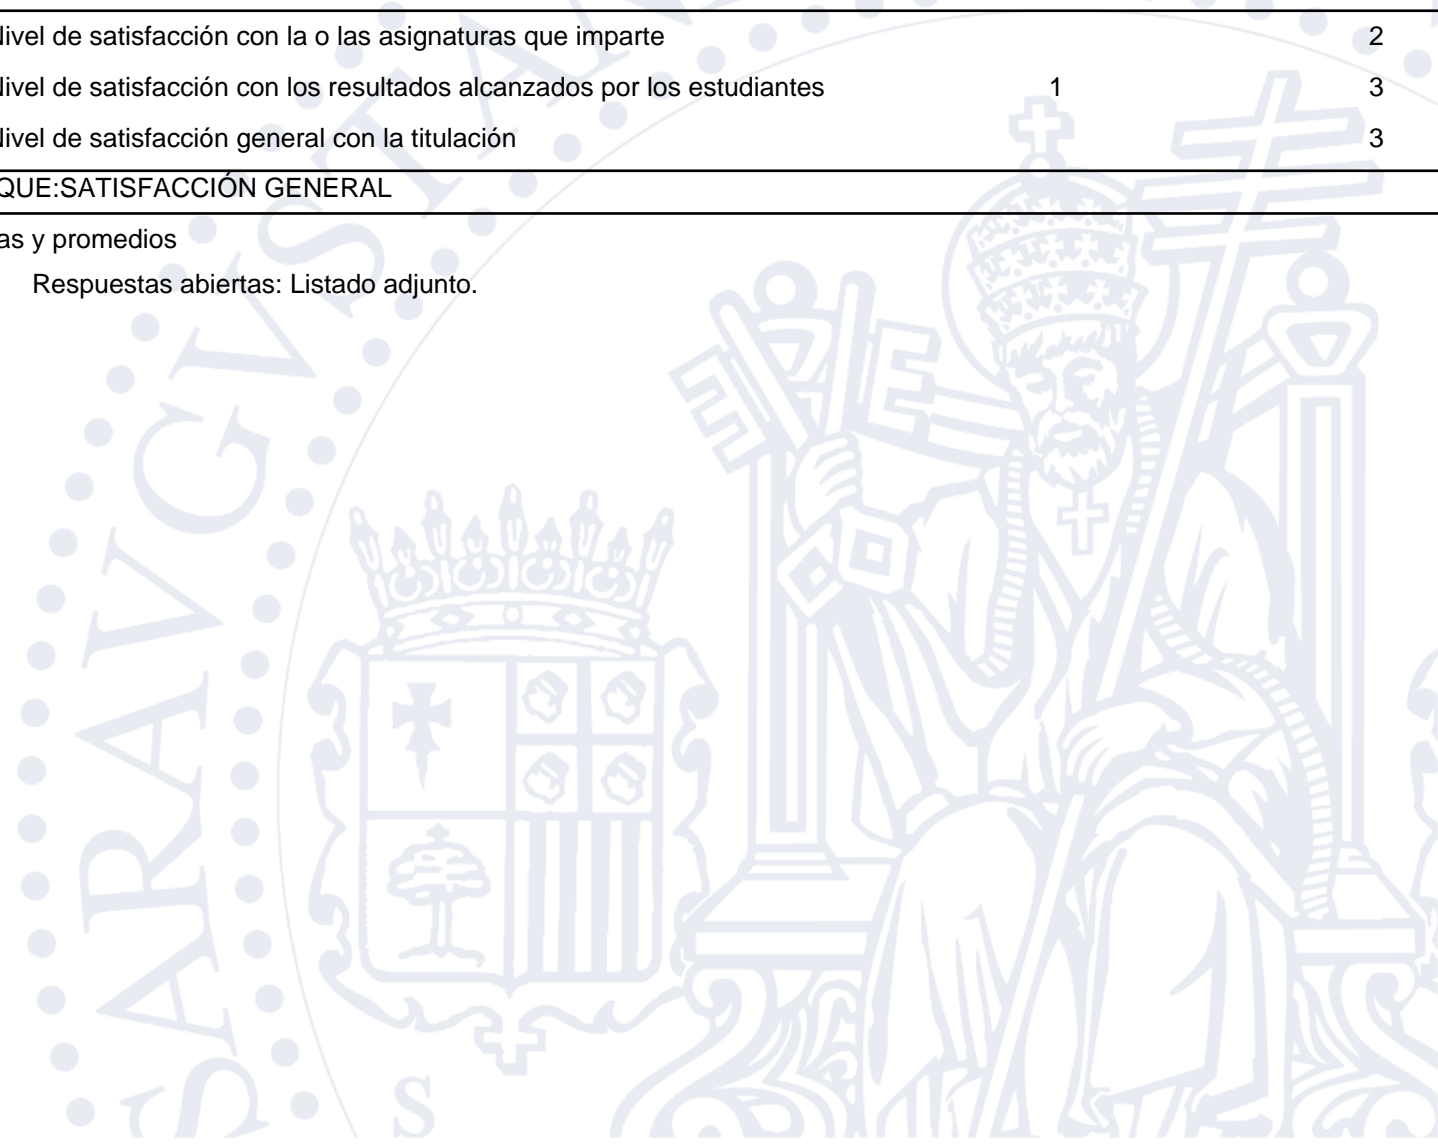 Nivel de satisfacción con la o las asignaturas que imparte 2
Nivel de satisfacción con los resultados alcanzados por los estudiantes 1 3
Nivel de satisfacción general con la titulación 3
QUE:SATISFACCIÓN GENERAL
as y promedios
Respuestas abiertas: Listado adjunto.
SARAVGVSTAN
S